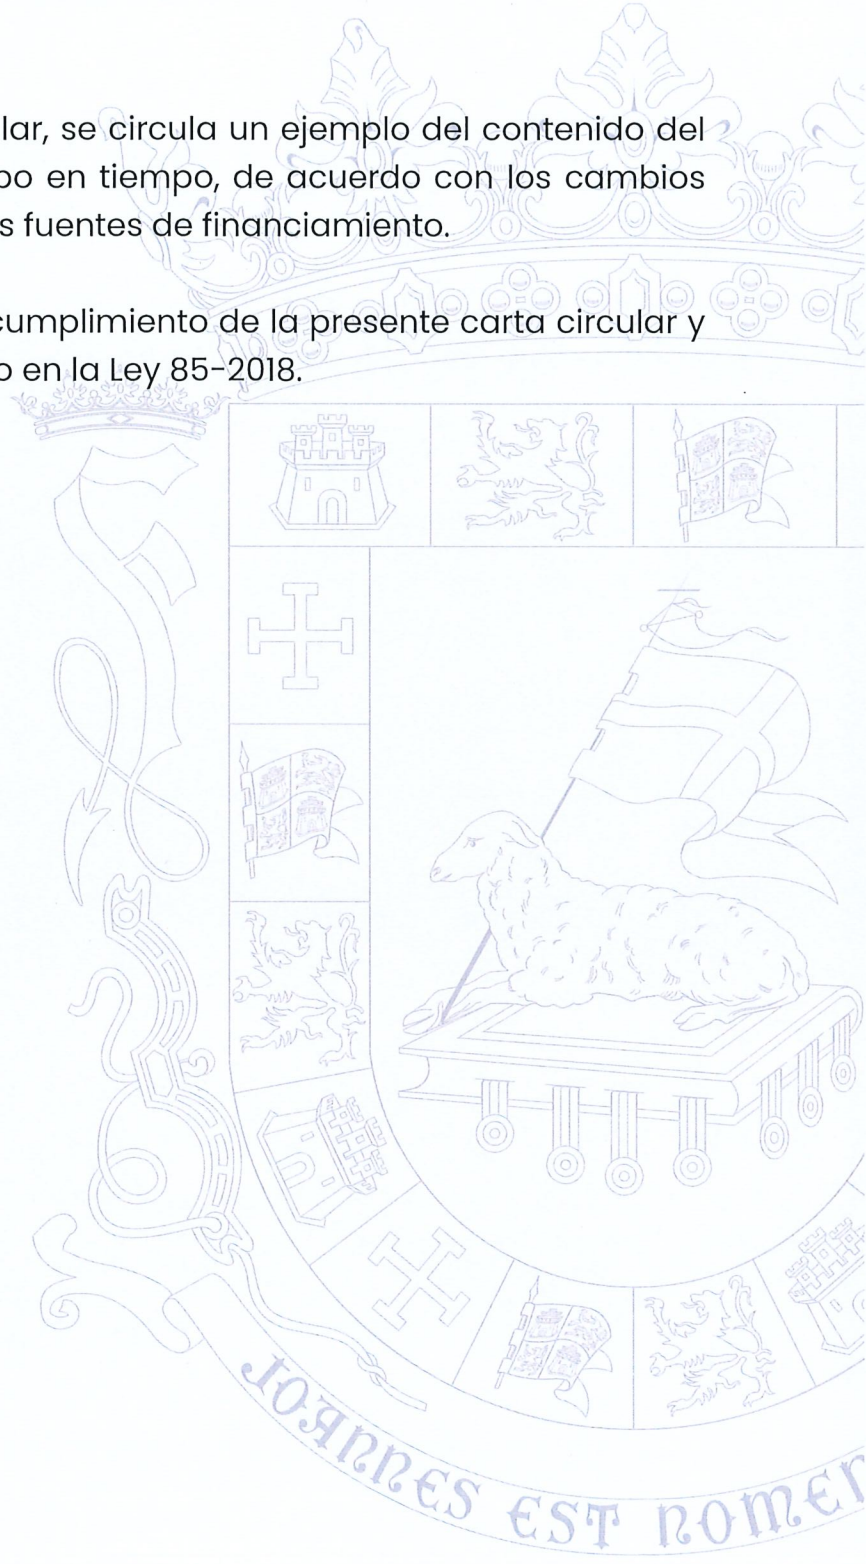 lar, se circula un ejemplo del contenido del
en tiempo, de acuerdo con los cambios
s fuentes de financiamiento.
cumplimiento de la presente carta circular y
o en la Ley 85-2018.
JOANNES EST NOMEN